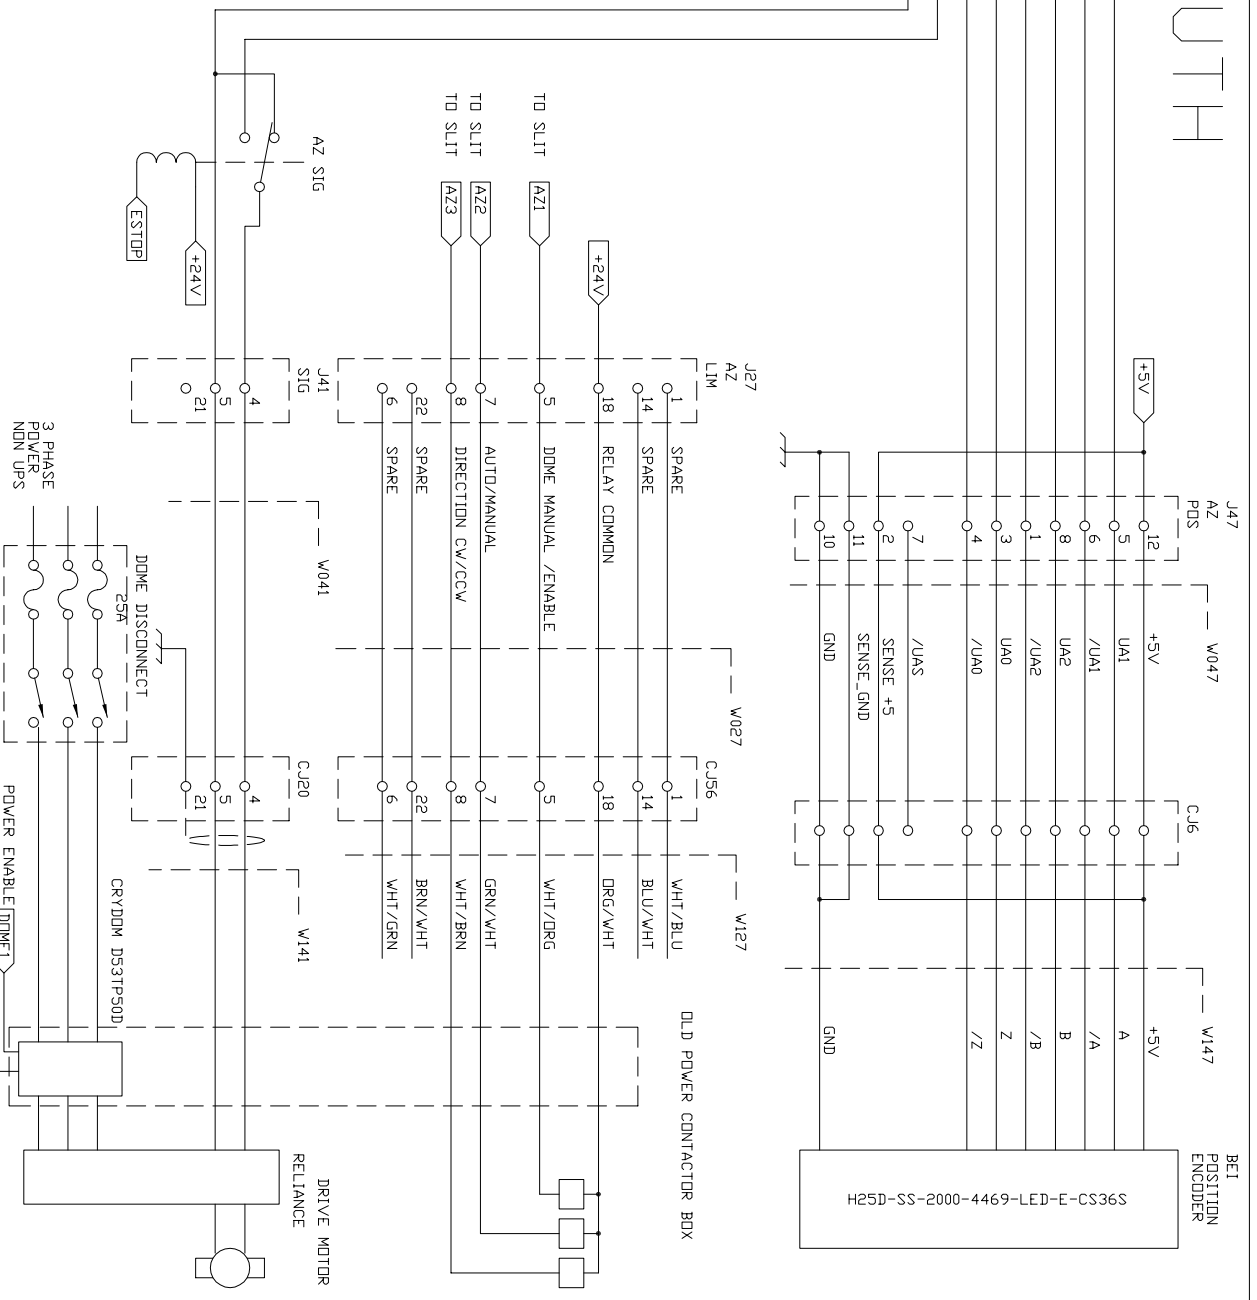 UTH
J47
AZ
POS
+5V
12
5
6
8
1
3
4
7
2
11
10
W047
+5V
UA1
/UA1
UA2
/UA2
UA0
/UA0
/UAS
SENSE +5
SENSE_GND
GND
CJ6
W147
+5V
A
/A
B
/B
Z
/Z
GND
BEI
POSITION
ENCODER
H25D-SS-2000-4469-LED-E-CS36S
TO SLIT
AZ1
TO SLIT
AZ2
TO SLIT
AZ3
+24V
J27
AZ
LIM
1
14
18
5
7
8
22
6
SPARE
SPARE
RELAY COMMON
DOME MANUAL /ENABLE
AUTO/MANUAL
DIRECTION CW/CCW
SPARE
SPARE
W027
CJ56
1
14
18
5
7
8
22
6
W127
WHT/BLU
BLU/WHT
ORG/WHT
WHT/ORG
GRN/WHT
WHT/BRN
BRN/WHT
WHT/GRN
OLD POWER CONTACTOR BOX
AZ SIG
+24V
ESTOP
J41
SIG
4
5
21
W041
CJ20
4
5
21
W141
3 PHASE
POWER
NON UPS
DOME DISCONNECT
25A
CRYDOM D53TP50D
POWER ENABLE
DOME1
RELIANCE
DRIVE MOTOR